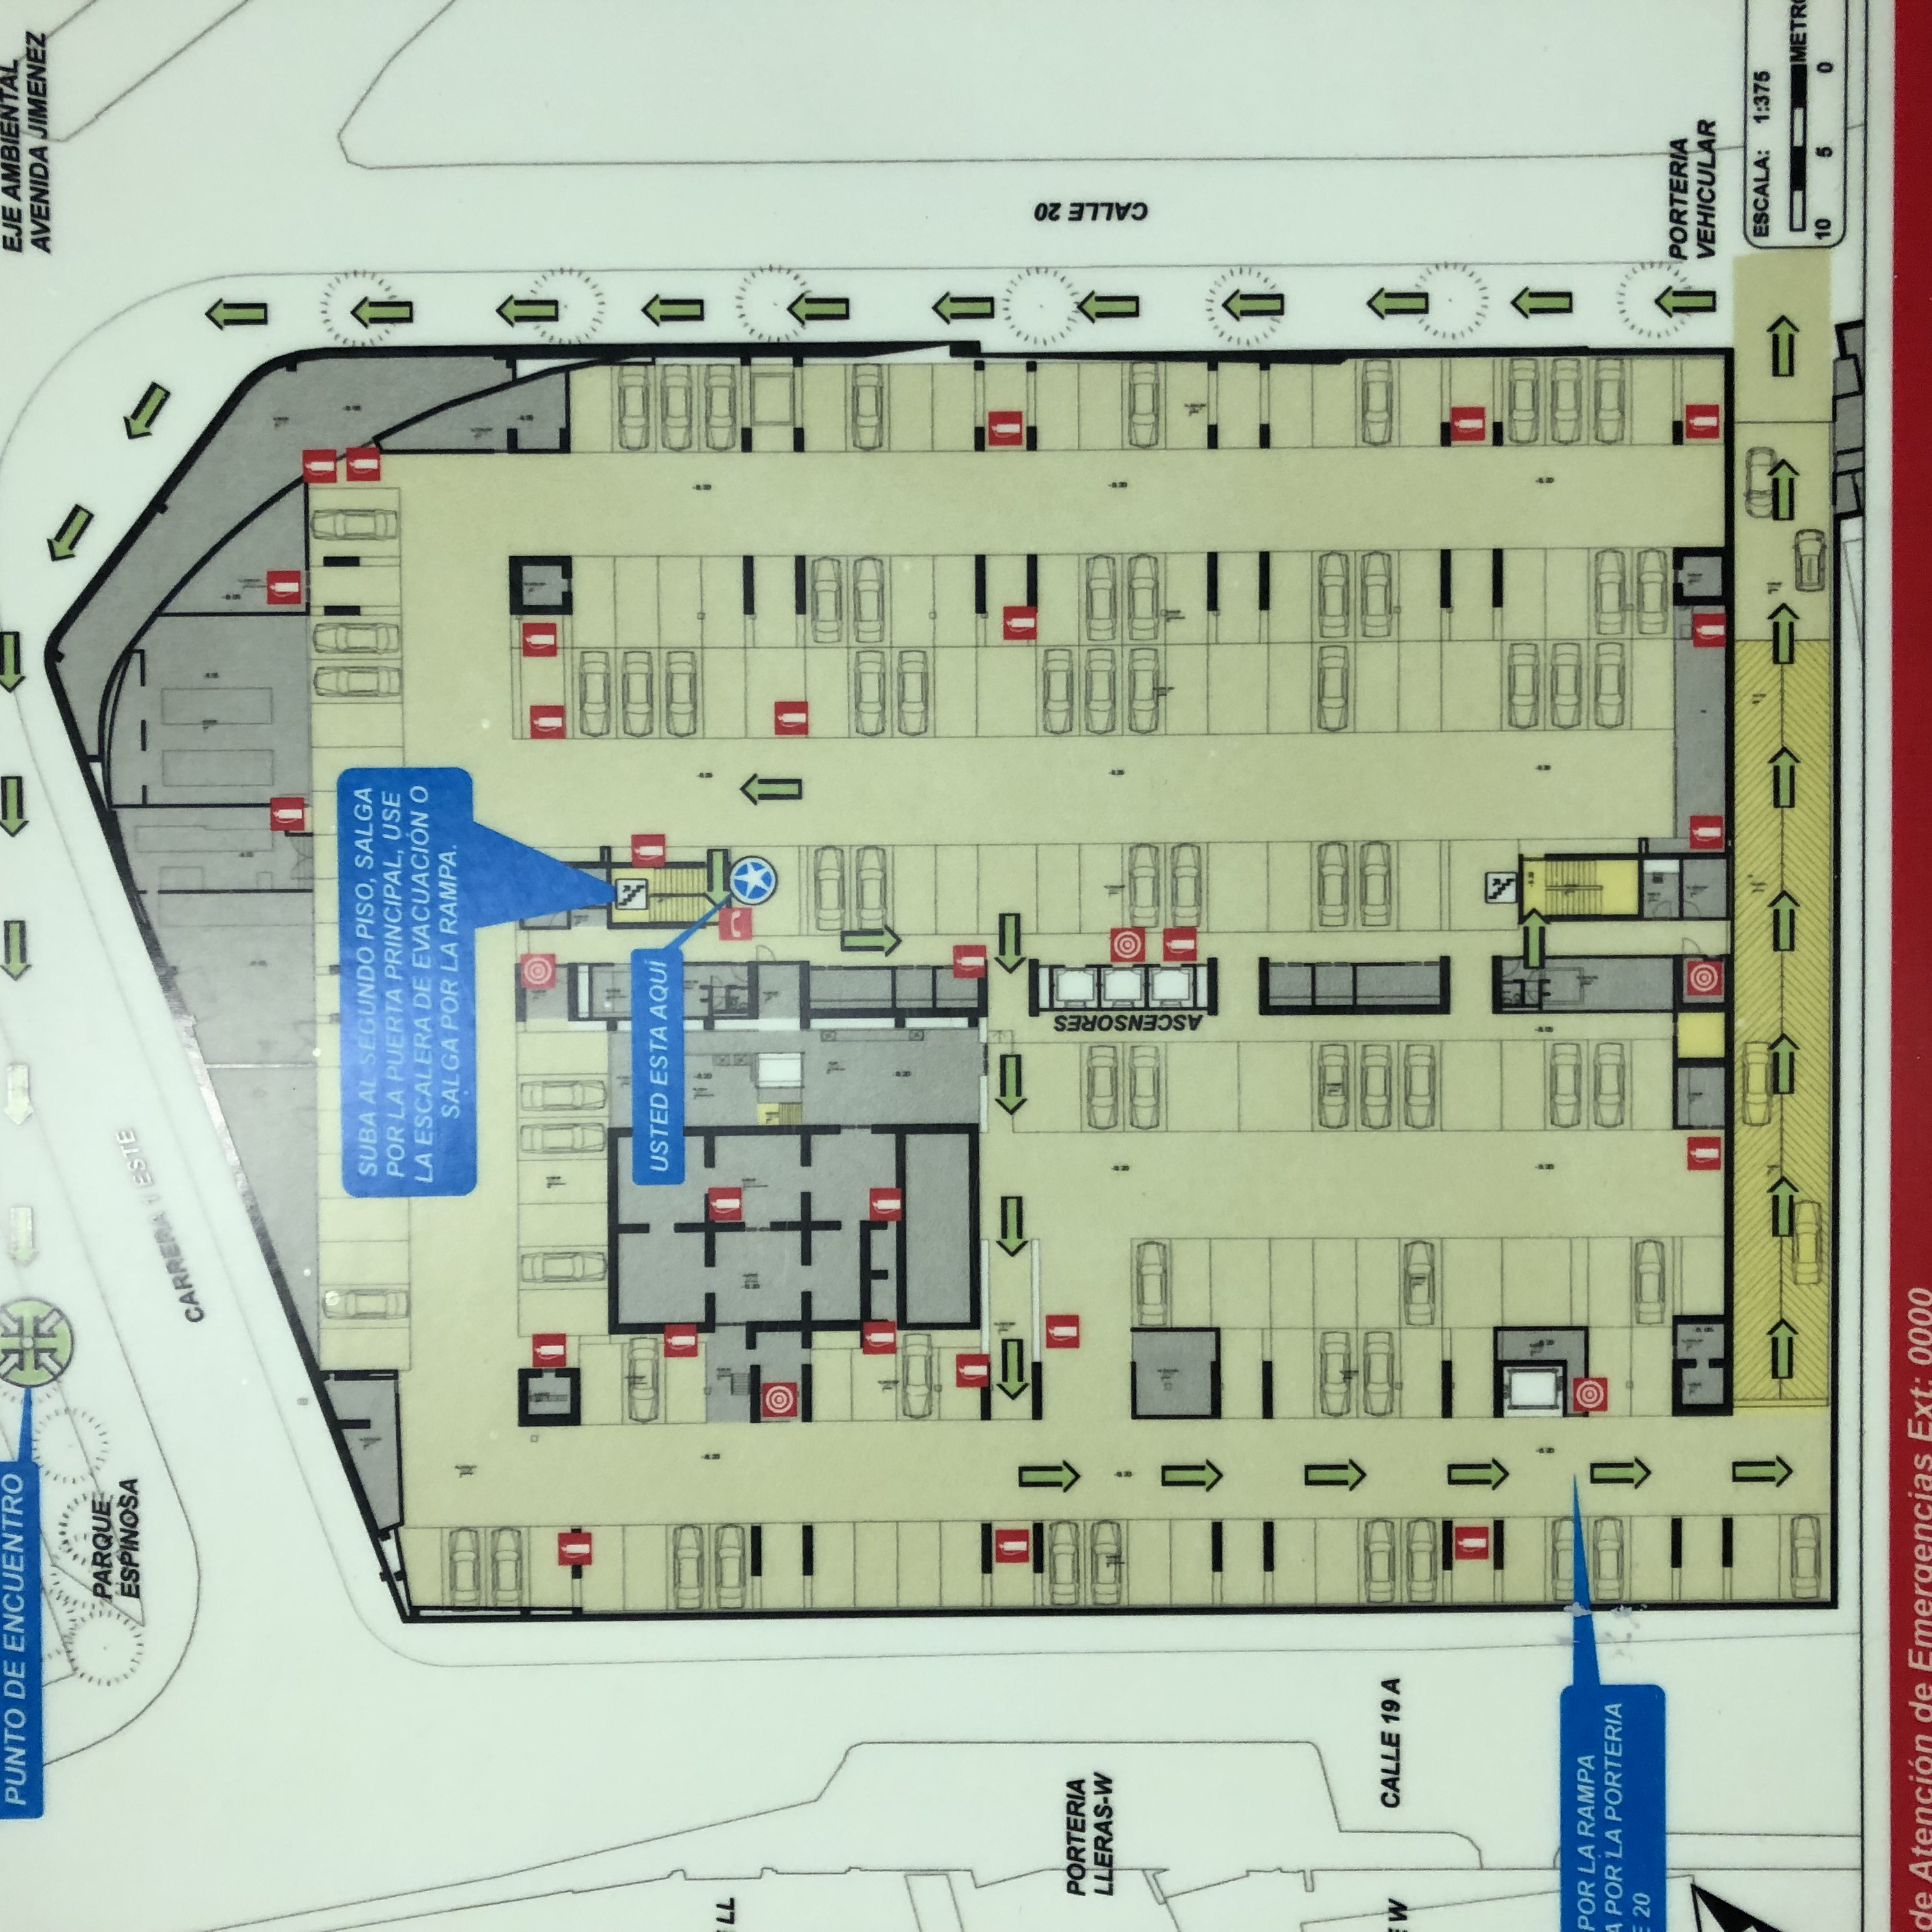 PUNTO DE ENCUENTRO
EJE AMBIENTAL
AVENIDA JIMENEZ
PARQUE
ESPINOSA
CARRERA 1 ESTE
SUBA AL SEGUNDO PISO, SALGA
POR LA PUERTA PRINCIPAL, USE
LA ESCALERA DE EVACUACIÓN O
SALGA POR LA RAMPA.
USTED ESTA AQUÍ
LL
PORTERIA
LLERAS-W
ASCENSORES
CALLE 20
CALLE 19 A
E W
POR LA RAMPA
A POR LA PORTERIA
E 20
PORTERIA
VEHICULAR
ESCALA: 1:375
METRO
10 5 0
de Atención de Emergencias Ext: 0000